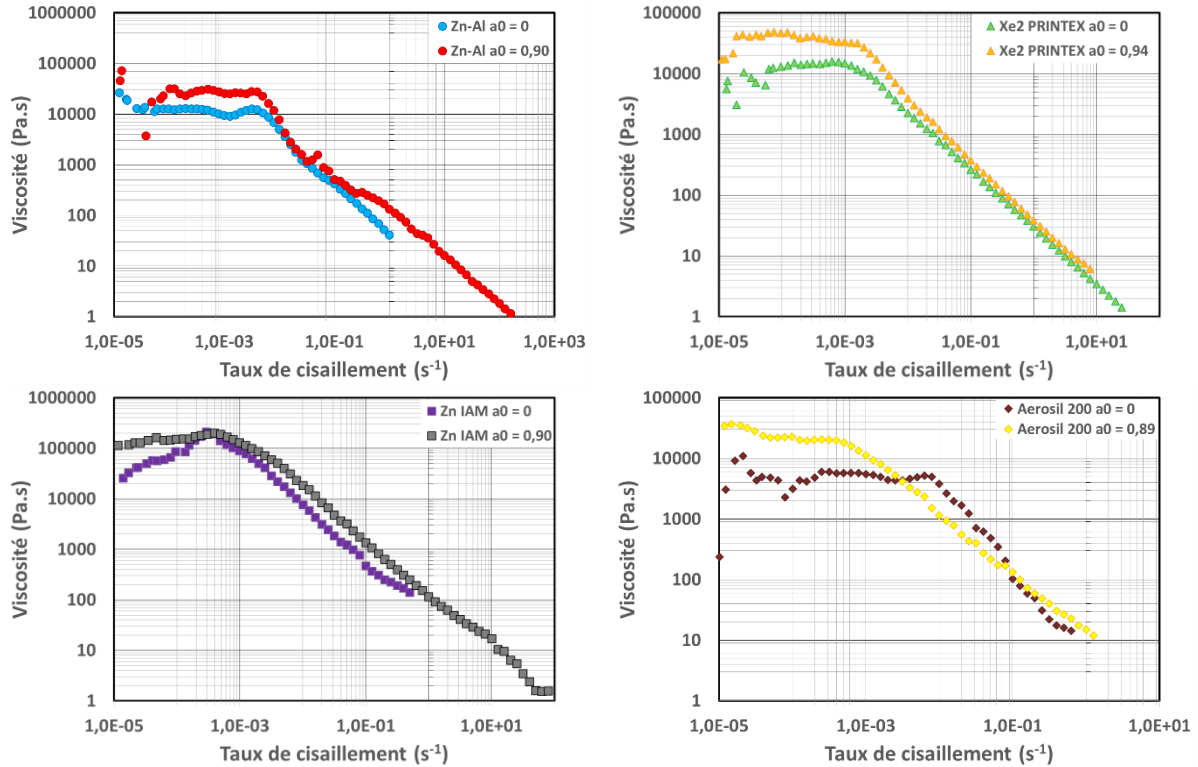 Viscosité (Pa.s)
1000000
100000
10000
1000
100
10
1
Zn-Al a0 = 0
Zn-Al a0 = 0,90
1,0E-05
1,0E-03
1,0E-01
1,0E+01
1,0E+03
Taux de cisaillement (s⁻¹)
Viscosité (Pa.s)
100000
10000
1000
100
10
1
Xe2 PRINTEX a0 = 0
Xe2 PRINTEX a0 = 0,94
1,0E-05
1,0E-03
1,0E-01
1,0E+01
Taux de cisaillement (s⁻¹)
Viscosité (Pa.s)
1000000
100000
10000
1000
100
10
1
Zn IAM a0 = 0
Zn IAM a0 = 0,90
1,0E-05
1,0E-03
1,0E-01
1,0E+01
Taux de cisaillement (s⁻¹)
Viscosité (Pa.s)
100000
10000
1000
100
10
1
Aerosil 200 a0 = 0
Aerosil 200 a0 = 0,89
1,0E-05
1,0E-03
1,0E-01
1,0E+01
Taux de cisaillement (s⁻¹)